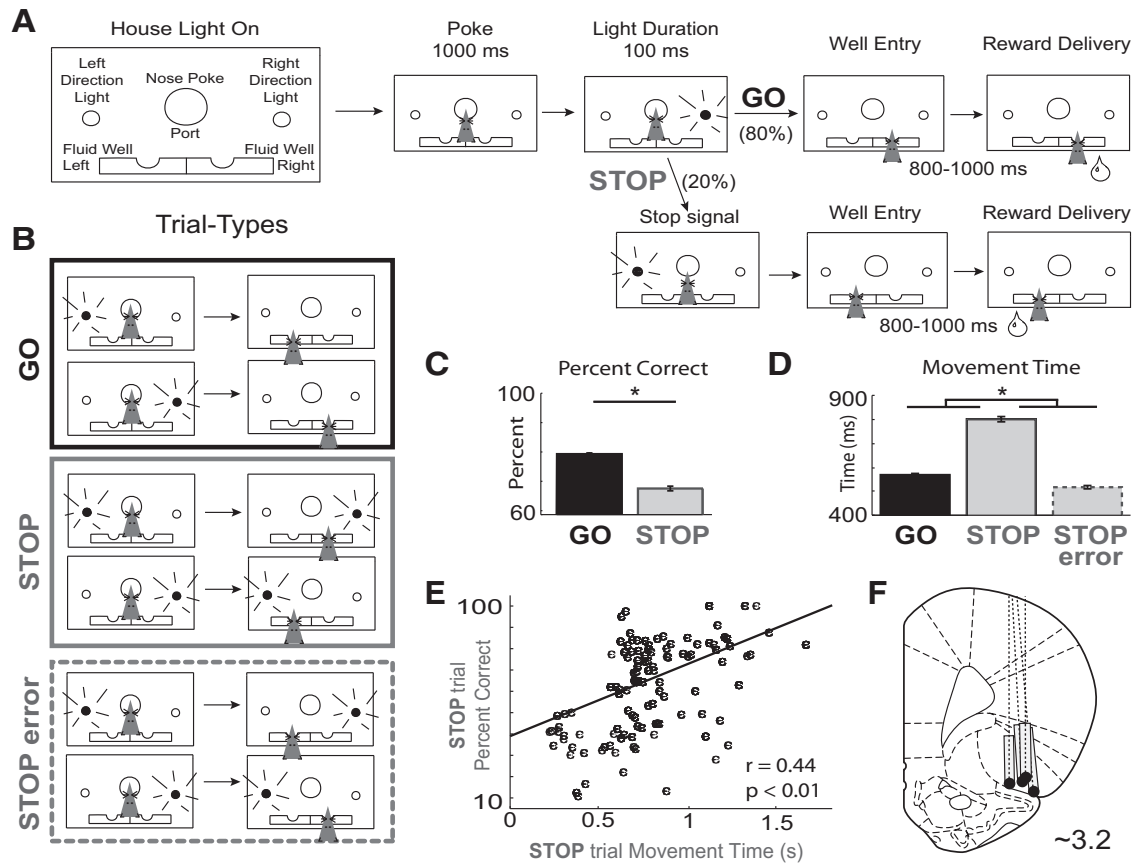 A
House Light On
Left
Direction
Light
Nose Poke
Port
Right
Direction
Light
Fluid Well
Left
Fluid Well
Right
Poke
1000 ms
Light Duration
100 ms
GO
(80%)
Well Entry
Reward Delivery
800-1000 ms
STOP
(20%)
Stop signal
Well Entry
Reward Delivery
800-1000 ms
B
Trial-Types
GO
STOP
STOP error
C
Percent Correct
100
*
Percent
60
GO
STOP
D
Movement Time
900
*
Time (ms)
400
GO
STOP
STOP
error
E
100
STOP trial
Percent Correct
10
r = 0.44
p < 0.01
0
0.5
1
1.5
STOP trial Movement Time (s)
F
~3.2